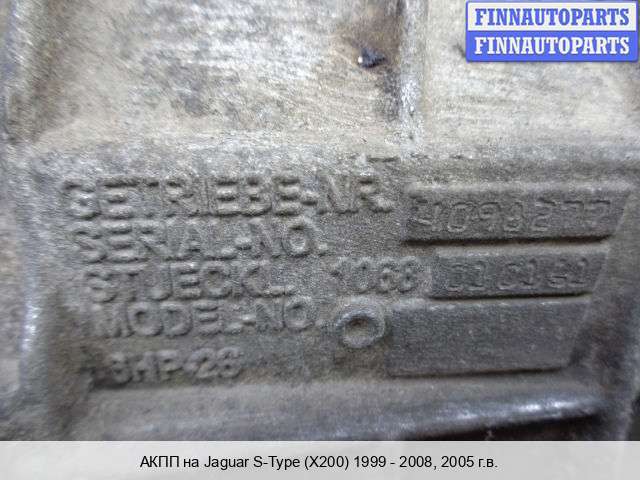 FINNAUTOPARTS
FINNAUTOPARTS
GETRIEBE-NR.
SERIAL-NO.
STUECKL. 1068
MODEL-NO.
6HP-26
АКПП на Jaguar S-Type (X200) 1999 - 2008, 2005 г.в.